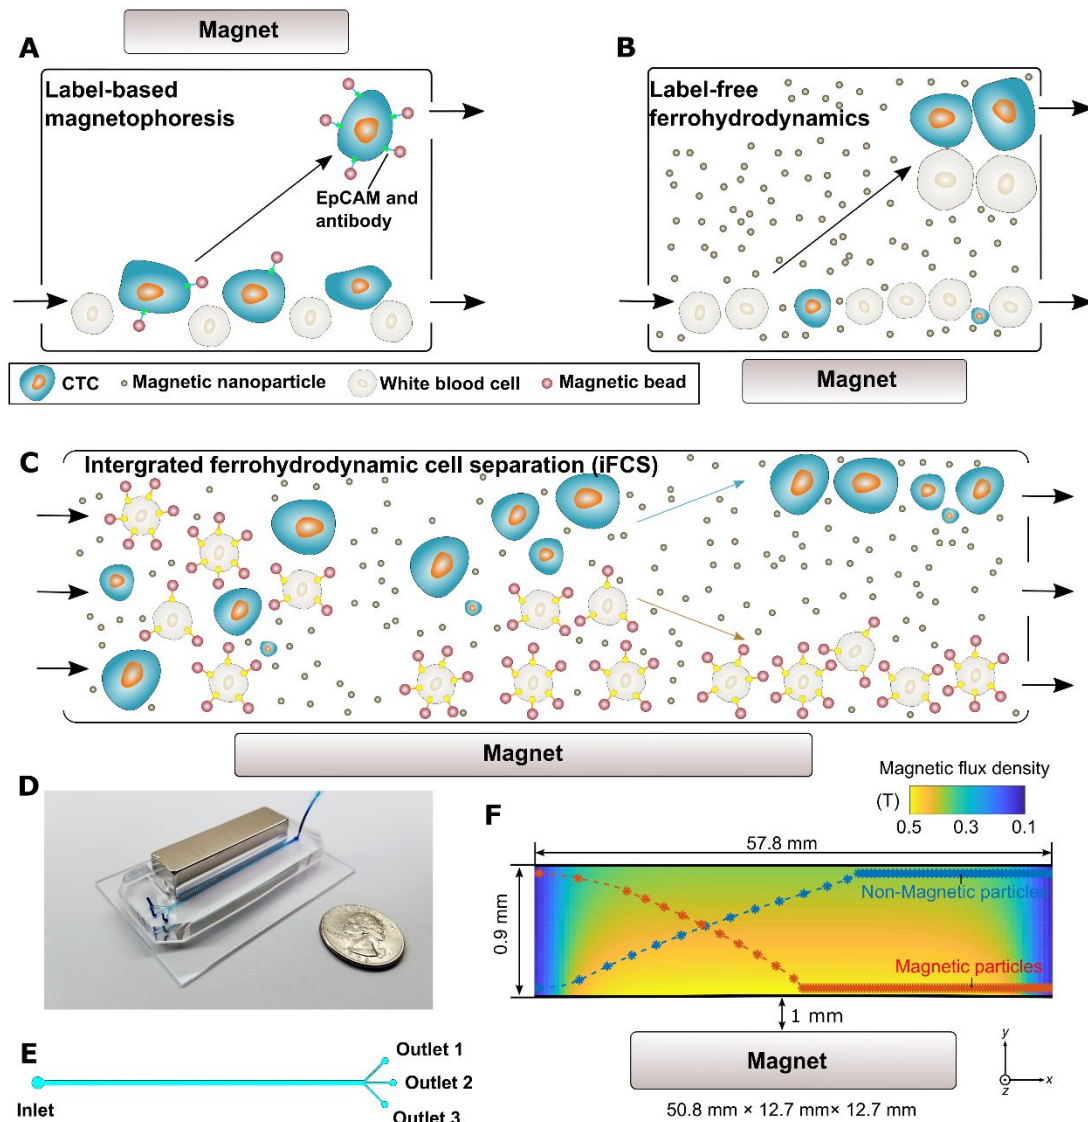 Magnet
A
Label-based
magnetophoresis
EpCAM and
antibody
B
Label-free
ferrohydrodynamics
CTC
Magnetic nanoparticle
White blood cell
Magnetic bead
Magnet
C
Intergrated ferrohydrodynamic cell separation (iFCS)
Magnet
D
E
Inlet
Outlet 1
Outlet 2
Outlet 3
F
Magnetic flux density
(T)
0.5 0.3 0.1
57.8 mm
0.9 mm
Non-Magnetic particles
Magnetic particles
1 mm
Magnet
50.8 mm × 12.7 mm× 12.7 mm
y
z
x